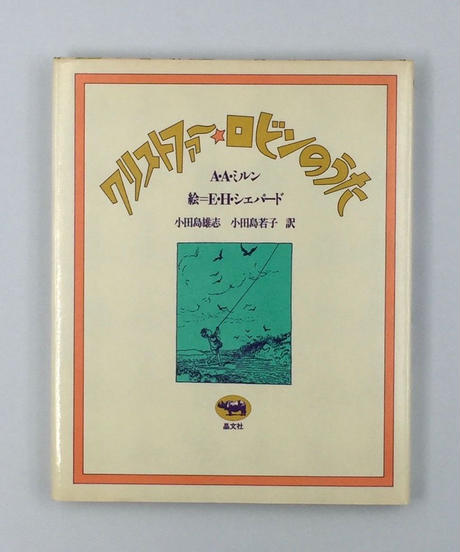 クリストファー★ロビンのうた
A・A・ミルン
絵=E・H・シェパード
小田島雄志 小田島若子 訳
晶文社